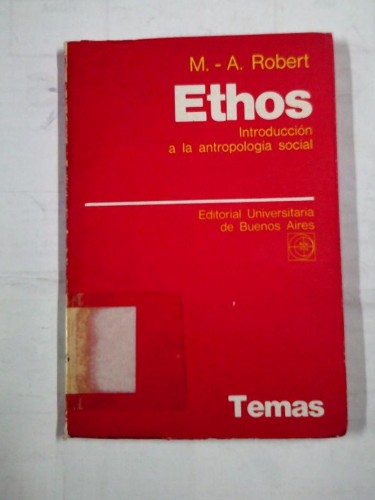 M. - A. Robert
Ethos
Introducción
a la antropología social
Editorial Universitaria
de Buenos Aires
Temas